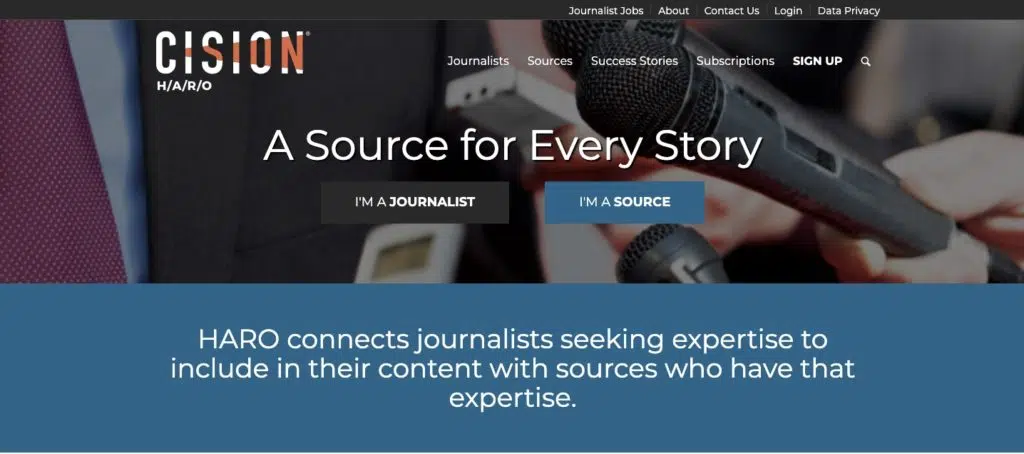 Journalist Jobs About Contact Us Login Data Privacy
CISION®
H/A/R/O
Journalists Sources Success Stories Subscriptions SIGN UP
A Source for Every Story
I'M A JOURNALIST I'M A SOURCE
HARO connects journalists seeking expertise to
include in their content with sources who have that
expertise.